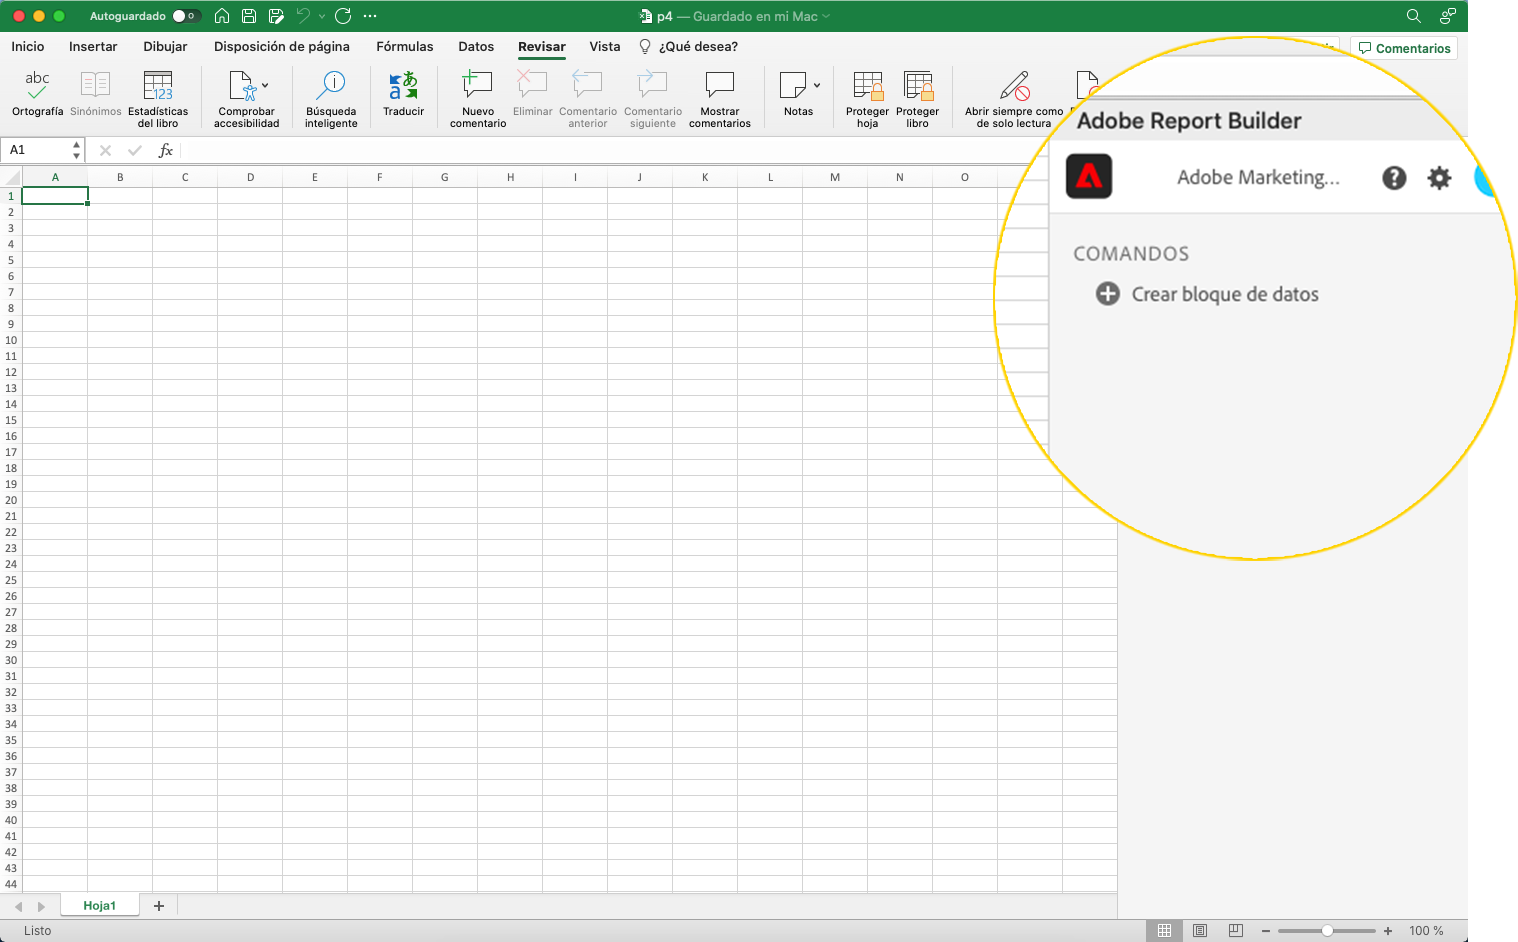 Autoguardado 0
p4 — Guardado en mi Mac
Inicio Insertar Dibujar Disposición de página Fórmulas Datos Revisar Vista ¿Qué desea? Comentarios
abc
Ortografía
Sinónimos
123
Estadísticas
del libro
Comprobar
accesibilidad
Búsqueda
inteligente
a あ
Traducir
Nuevo
comentario
Eliminar
Comentario
anterior
Comentario
siguiente
Mostrar
comentarios
Notas
Proteger
hoja
Proteger
libro
Abrir siempre como
de solo lectura
A1 fx
A B C D E F G H I J K L M N O
1
2
3
4
5
6
7
8
9
10
11
12
13
14
15
16
17
18
19
20
21
22
23
24
25
26
27
28
29
30
31
32
33
34
35
36
37
38
39
40
41
42
43
44
Adobe Report Builder
Adobe Marketing...
COMANDOS
Crear bloque de datos
Hoja1
Listo 100 %